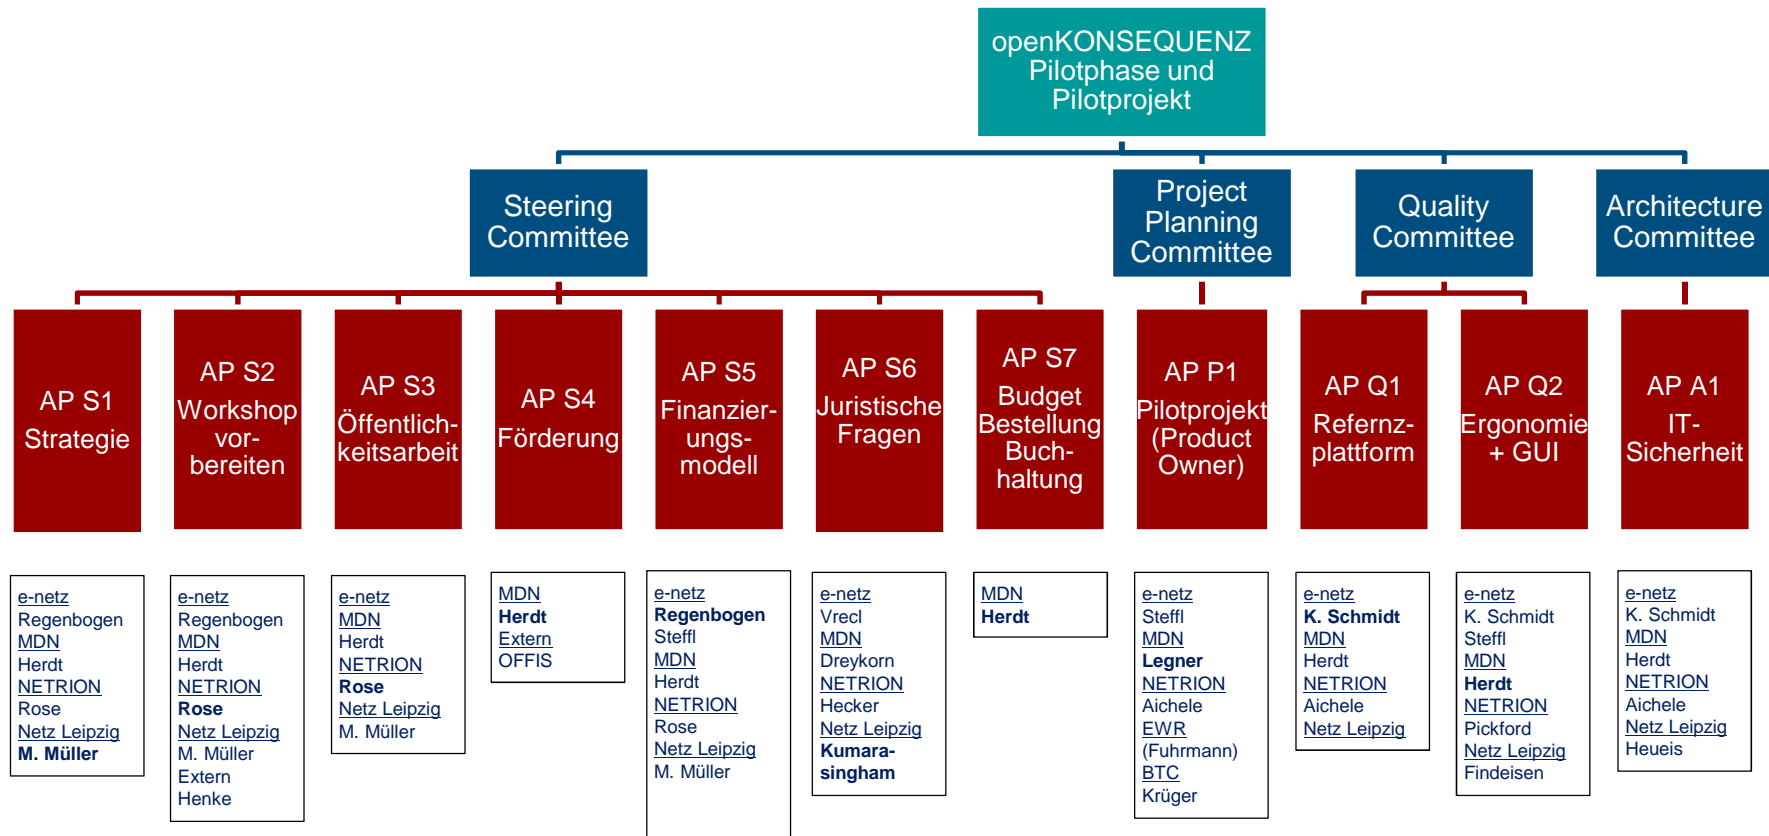 openKONSEQUENZ
Pilotphase und
Pilotprojekt
Steering
Committee
Project
Planning
Committee
Quality
Committee
Architecture
Committee
AP S1
Strategie
AP S2
Workshop
vor-
bereiten
AP S3
Öffentlich-
keitsarbeit
AP S4
Förderung
AP S5
Finanzier-
ungs-
modell
AP S6
Juristische
Fragen
AP S7
Budget
Bestellung
Buch-
haltung
AP P1
Pilotprojekt
(Product
Owner)
AP Q1
Refernz-
plattform
AP Q2
Ergonomie
+ GUI
AP A1
IT-
Sicherheit
e-netz
Regenbogen
MDN
Herdt
NETRION
Rose
Netz Leipzig
M. Müller
e-netz
Regenbogen
MDN
Herdt
NETRION
Rose
Netz Leipzig
M. Müller
Extern
Henke
e-netz
MDN
Herdt
NETRION
Rose
Netz Leipzig
M. Müller
MDN
Herdt
Extern
OFFIS
e-netz
Regenbogen
Steffl
MDN
Herdt
NETRION
Rose
Netz Leipzig
M. Müller
e-netz
Vrecl
MDN
Dreykorn
NETRION
Hecker
Netz Leipzig
Kumara-
singham
MDN
Herdt
e-netz
Steffl
MDN
Legner
NETRION
Aichele
EWR
(Fuhrmann)
BTC
Krüger
e-netz
K. Schmidt
MDN
Herdt
NETRION
Aichele
Netz Leipzig
e-netz
K. Schmidt
Steffl
MDN
Herdt
NETRION
Pickford
Netz Leipzig
Findeisen
e-netz
K. Schmidt
MDN
Herdt
NETRION
Aichele
Netz Leipzig
Heueis